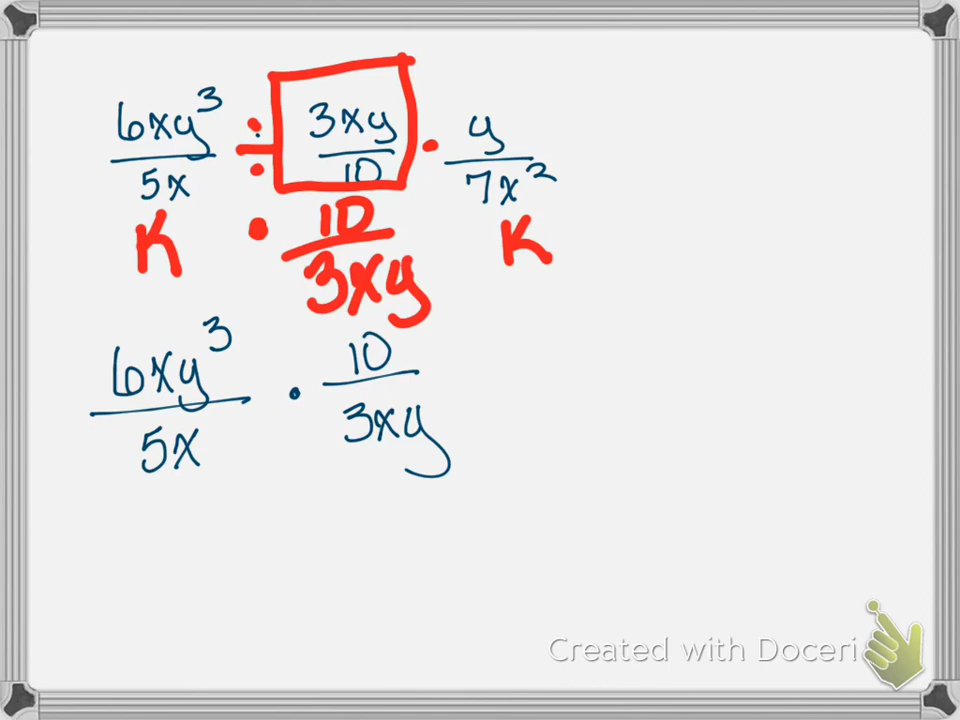 6xy³/5x ÷ 3xy/10 · y/7x²
K · 10/3xy K
6xy³/5x · 10/3xy
Created with Doceri